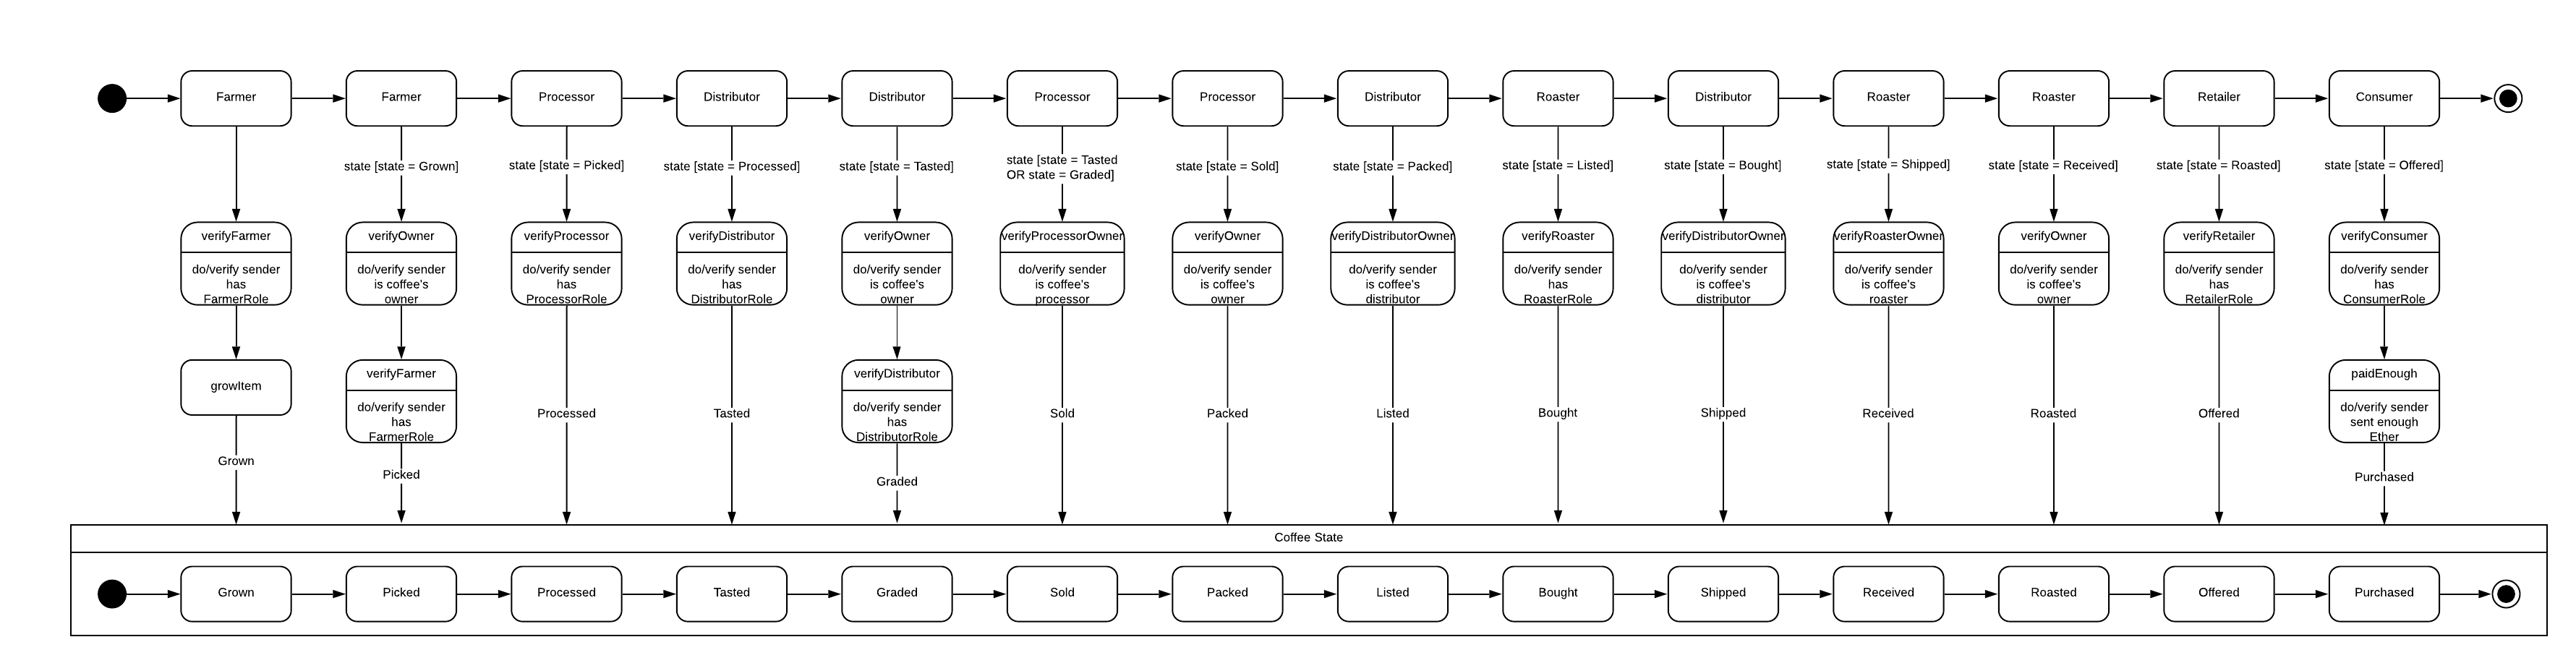 Farmer
Farmer
Processor
Distributor
Distributor
Processor
Processor
Distributor
Roaster
Distributor
Roaster
Roaster
Retailer
Consumer
state [state = Grown]
state [state = Picked]
state [state = Processed]
state [state = Tasted]
state [state = Tasted
OR state = Graded]
state [state = Sold]
state [state = Packed]
state [state = Listed]
state [state = Bought]
state [state = Shipped]
state [state = Received]
state [state = Roasted]
state [state = Offered]
verifyFarmer
do/verify sender
has
FarmerRole
verifyOwner
do/verify sender
is coffee's
owner
verifyProcessor
do/verify sender
has
ProcessorRole
verifyDistributor
do/verify sender
has
DistributorRole
verifyOwner
do/verify sender
is coffee's
owner
verifyProcessorOwner
do/verify sender
is coffee's
processor
verifyOwner
do/verify sender
is coffee's
owner
verifyDistributorOwner
do/verify sender
is coffee's
distributor
verifyRoaster
do/verify sender
has
RoasterRole
verifyDistributorOwner
do/verify sender
is coffee's
distributor
verifyRoasterOwner
do/verify sender
is coffee's
roaster
verifyOwner
do/verify sender
is coffee's
owner
verifyRetailer
do/verify sender
has
RetailerRole
verifyConsumer
do/verify sender
has
ConsumerRole
growItem
verifyFarmer
do/verify sender
has
FarmerRole
verifyDistributor
do/verify sender
has
DistributorRole
paidEnough
do/verify sender
sent enough
Ether
Grown
Picked
Processed
Tasted
Graded
Sold
Packed
Listed
Bought
Shipped
Received
Roasted
Offered
Purchased
Coffee State
Grown
Picked
Processed
Tasted
Graded
Sold
Packed
Listed
Bought
Shipped
Received
Roasted
Offered
Purchased